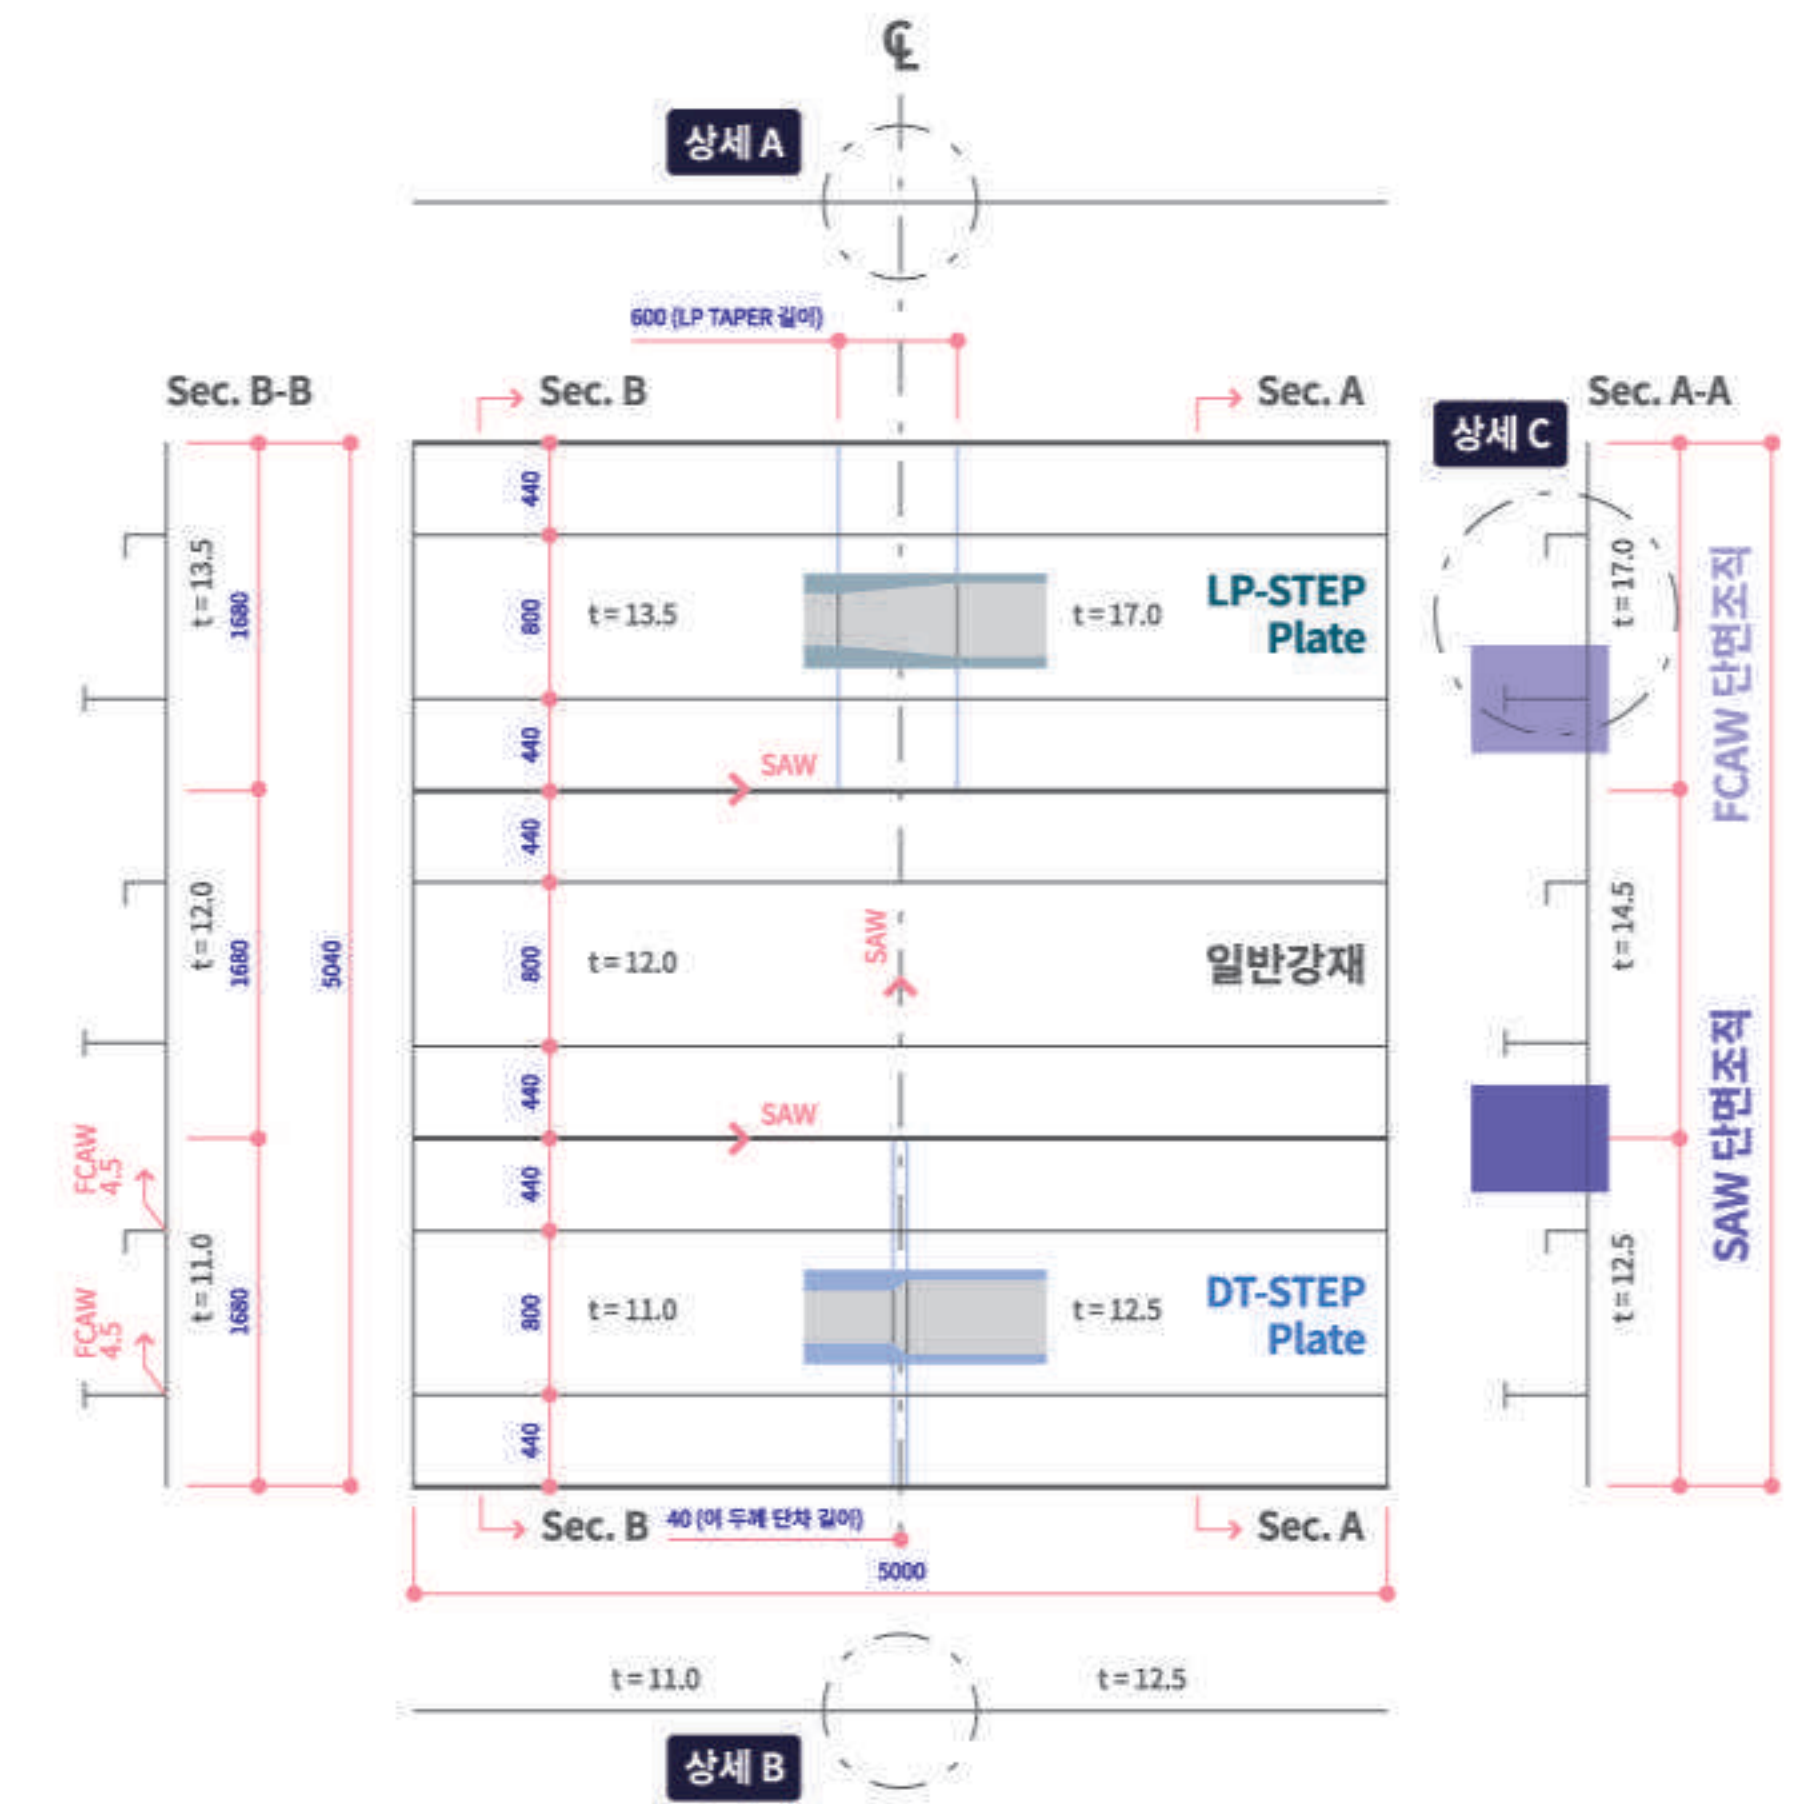 ℄
상세 A
600 (LP TAPER 길이)
Sec. B-B
Sec. B
Sec. A
Sec. A-A
상세 C
440
t=13.5
1680
800
t=13.5
t=17.0
LP-STEP
Plate
t=17.0
FCAW 단면조직
440
SAW
440
t=12.0
1680
5040
800
t=12.0
SAW
일반강재
t=14.5
440
SAW
SAW 단면조직
FCAW
4.5
440
t=11.0
1680
800
t=11.0
t=12.5
DT-STEP
Plate
t=12.5
FCAW
4.5
440
Sec. B
40 (이 두께 단차 길이)
Sec. A
5000
t=11.0
t=12.5
상세 B